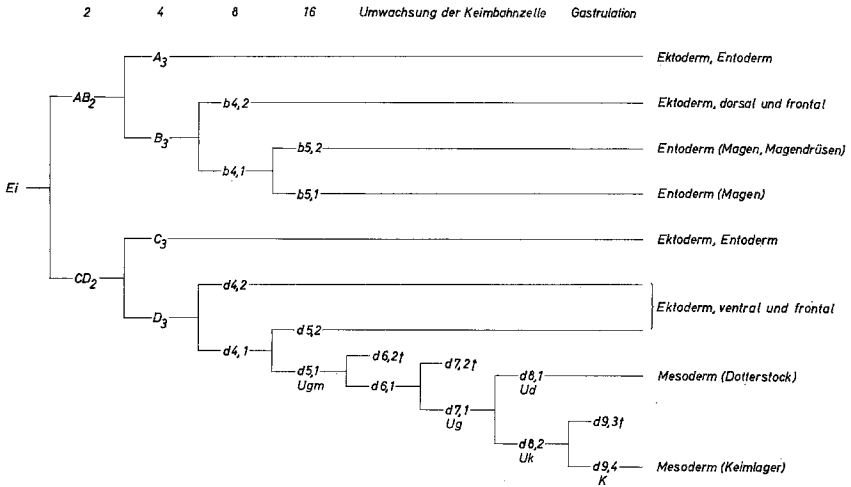 2 4 8 16 Umwachsung der Keimbahnzelle Gastrulation
A3 Ektoderm, Entoderm
AB2 b4,2 Ektoderm, dorsal und frontal
B3
b5,2 Entoderm (Magen, Magendrüsen)
b4,1
Ei b5,1 Entoderm (Magen)
C3 Ektoderm, Entoderm
CD2 d4,2
D3 Ektoderm, ventral und frontal
d5,2
d4,1 d6,2† d7,2†
d5,1 d8,1 Mesoderm (Dotterstock)
Ugm d6,1 Ud
d7,1 d9,3†
Ug
d8,2
Uk d9,4 Mesoderm (Keimlager)
K